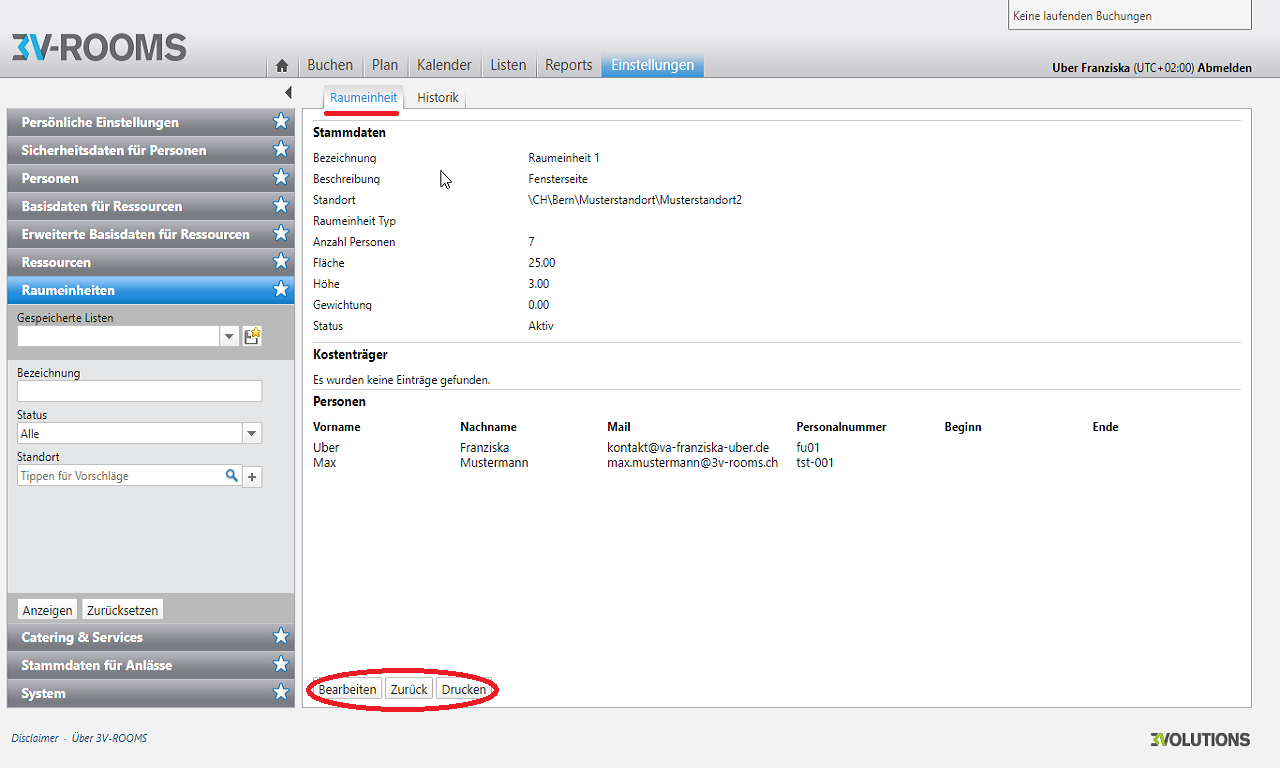 Keine laufenden Buchungen
3V-ROOMS
Buchen Plan Kalender Listen Reports Einstellungen
Uber Franziska (UTC+02:00) Abmelden
Raumeinheit Historik
Persönliche Einstellungen
Sicherheitsdaten für Personen
Personen
Basisdaten für Ressourcen
Erweiterte Basisdaten für Ressourcen
Ressourcen
Raumeinheiten
Gespeicherte Listen
Bezeichnung
Status
Alle
Standort
Tippen für Vorschläge
+
Anzeigen Zurücksetzen
Catering & Services
Stammdaten für Anlässe
System
Stammdaten
Bezeichnung Raumeinheit 1
Beschreibung Fensterseite
Standort \CH\Bern\Musterstandort\Musterstandort2
Raumeinheit Typ
Anzahl Personen 7
Fläche 25.00
Höhe 3.00
Gewichtung 0.00
Status Aktiv
Kostenträger
Es wurden keine Einträge gefunden.
Personen
Vorname Nachname Mail Personalnummer Beginn Ende
Uber Franziska kontakt@va-franziska-uber.de fu01
Max Mustermann max.mustermann@3v-rooms.ch tst-001
Bearbeiten Zurück Drucken
Disclaimer - Über 3V-ROOMS
3VOLUTIONS